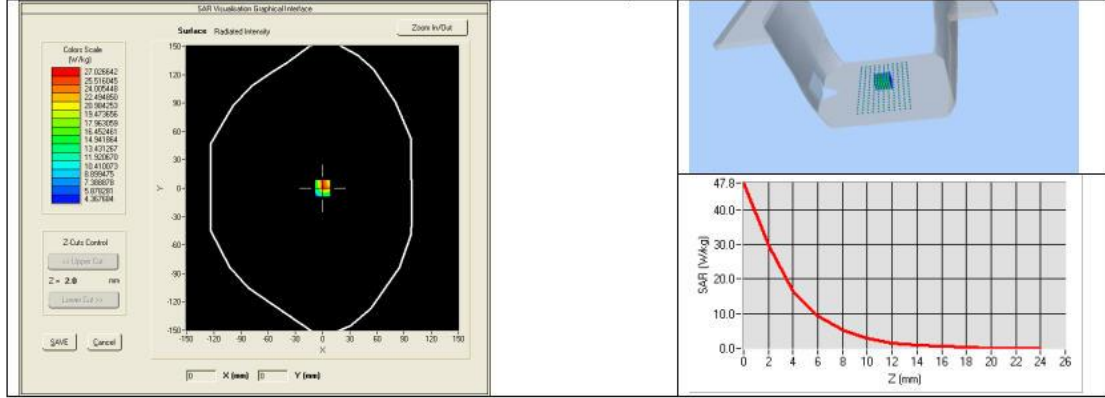 SAR Visualisation Graphical Interface
Surface Radiated Intensity
Zoom In/Out
Colors Scale
(W/kg)
27.026642
25.516045
24.005448
22.494850
20.984253
19.473656
17.963059
16.452461
14.941864
13.431267
11.920670
10.410073
8.899475
7.388878
5.878281
4.367684
Z-Cuts Control
<< Upper Cut
Z = 2.0 mm
Lower Cut >>
SAVE Cancel
150
120
90
60
30
0
-30
-60
-90
-120
-150
Y
-150 -120 -90 -60 -30 0 30 60 90 120 150
X
0 X (mm) 0 Y (mm)
47.8
40.0
30.0
20.0
10.0
0.0
SAR (W/kg)
0 2 4 6 8 10 12 14 16 18 20 22 24 26
Z (mm)